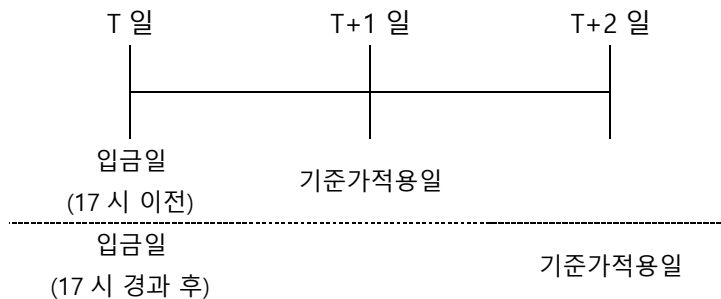 T 일 T+1 일 T+2 일
입금일
(17 시 이전)
기준가적용일
입금일
(17 시 경과 후)
기준가적용일